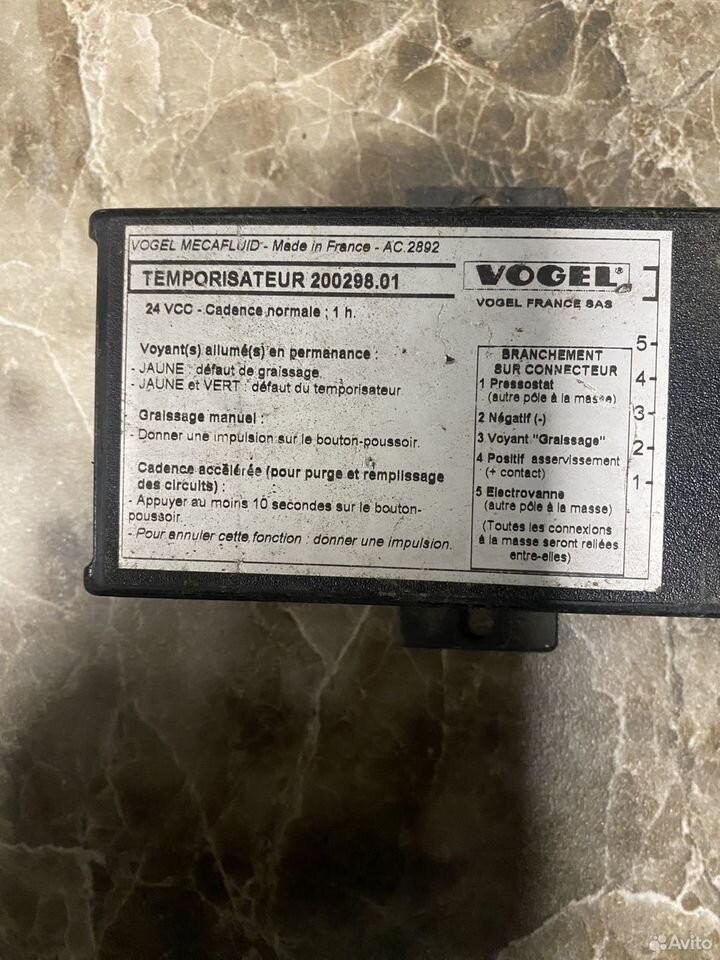 VOGEL MECAFLUID - Made in France - AC.2892
TEMPORISATEUR 200298.01
24 VCC - Cadence normale : 1 h.
Voyant(s) allumé(s) en permanance :
- JAUNE : défaut de graissage.
- JAUNE et VERT : défaut du temporisateur
Graissage manuel :
- Donner une impulsion sur le bouton-poussoir.
Cadence accélérée (pour purge et remplissage
des circuits) :
- Appuyer au moins 10 secondes sur le bouton-
poussoir.
- Pour annuler cette fonction : donner une impulsion.
VOGEL®
VOGEL FRANCE SAS
BRANCHEMENT
SUR CONNECTEUR
1 Pressostat
(autre pôle à la masse)
2 Négatif (-)
3 Voyant "Graissage"
4 Positif asservissement
(+ contact)
5 Electrovanne
(autre pôle à la masse)
(Toutes les connexions
à la masse seront reliées
entre-elles)
5-
4-
3-
2-
1-
Avito